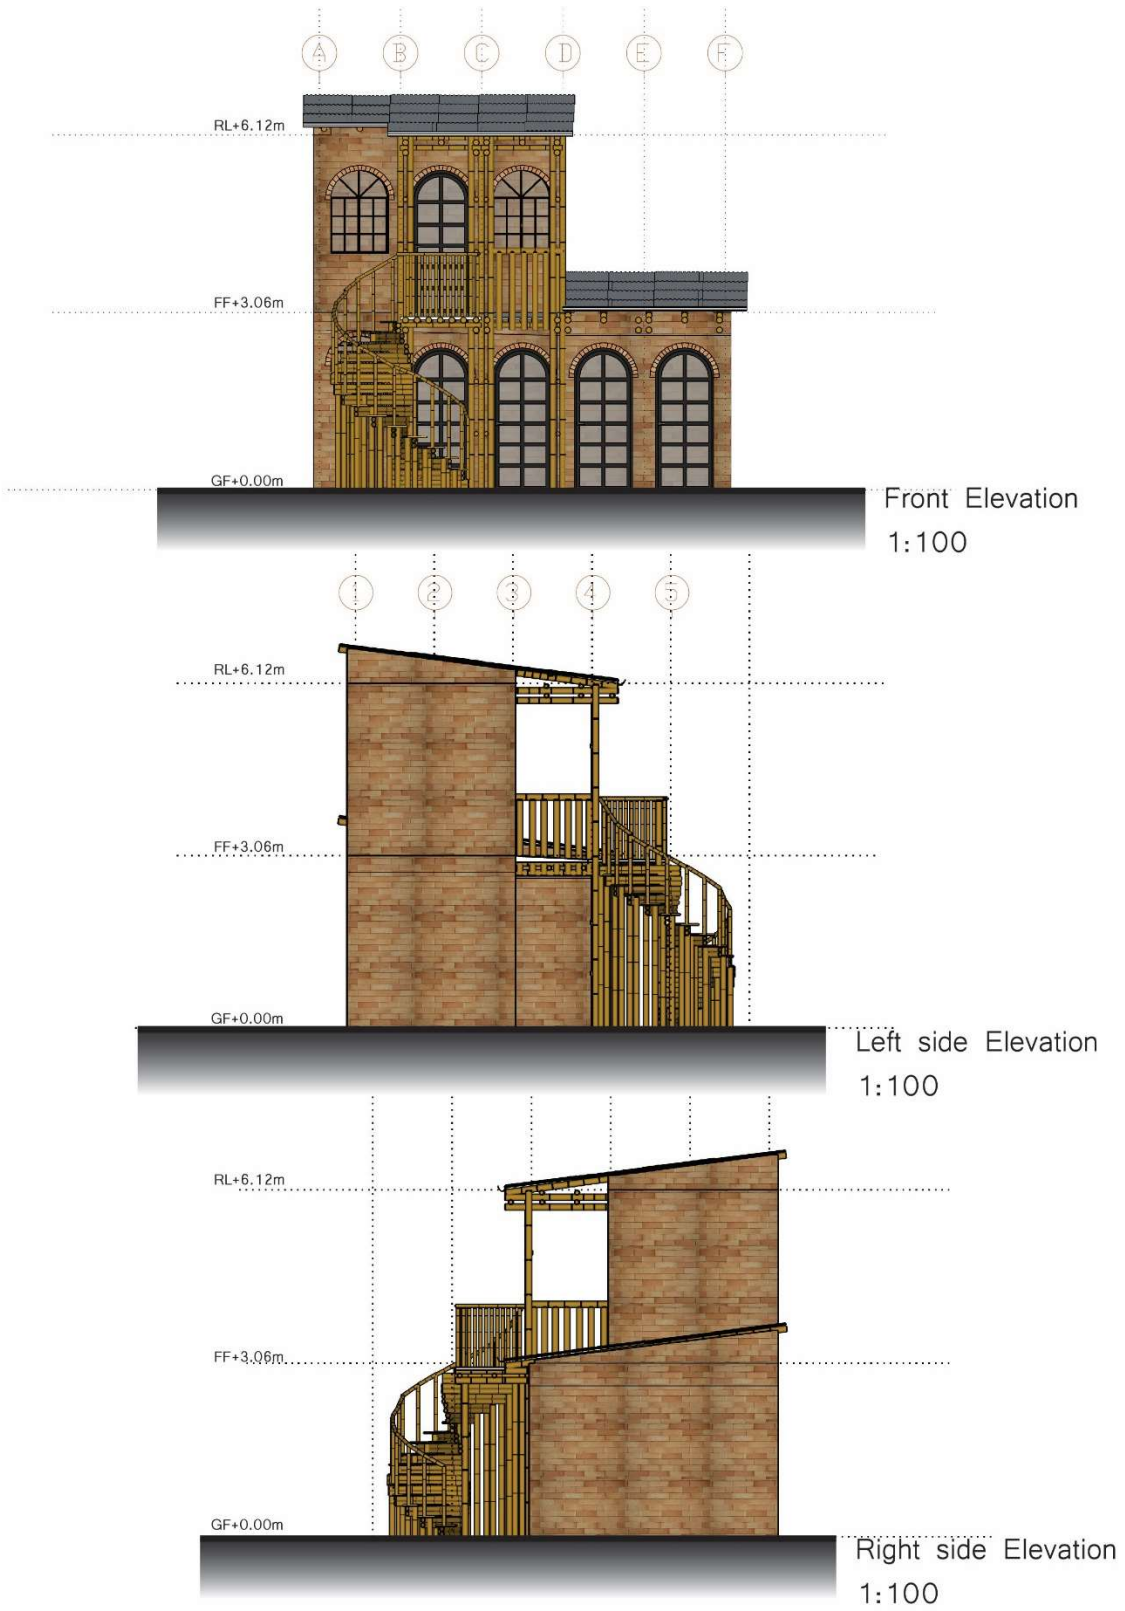 A B C D E F
RL+6.12m
FF+3.06m
GF+0.00m
Front Elevation
1:100
1 2 3 4 5
RL+6.12m
FF+3.06m
GF+0.00m
Left side Elevation
1:100
RL+6.12m
FF+3.06m
GF+0.00m
Right side Elevation
1:100